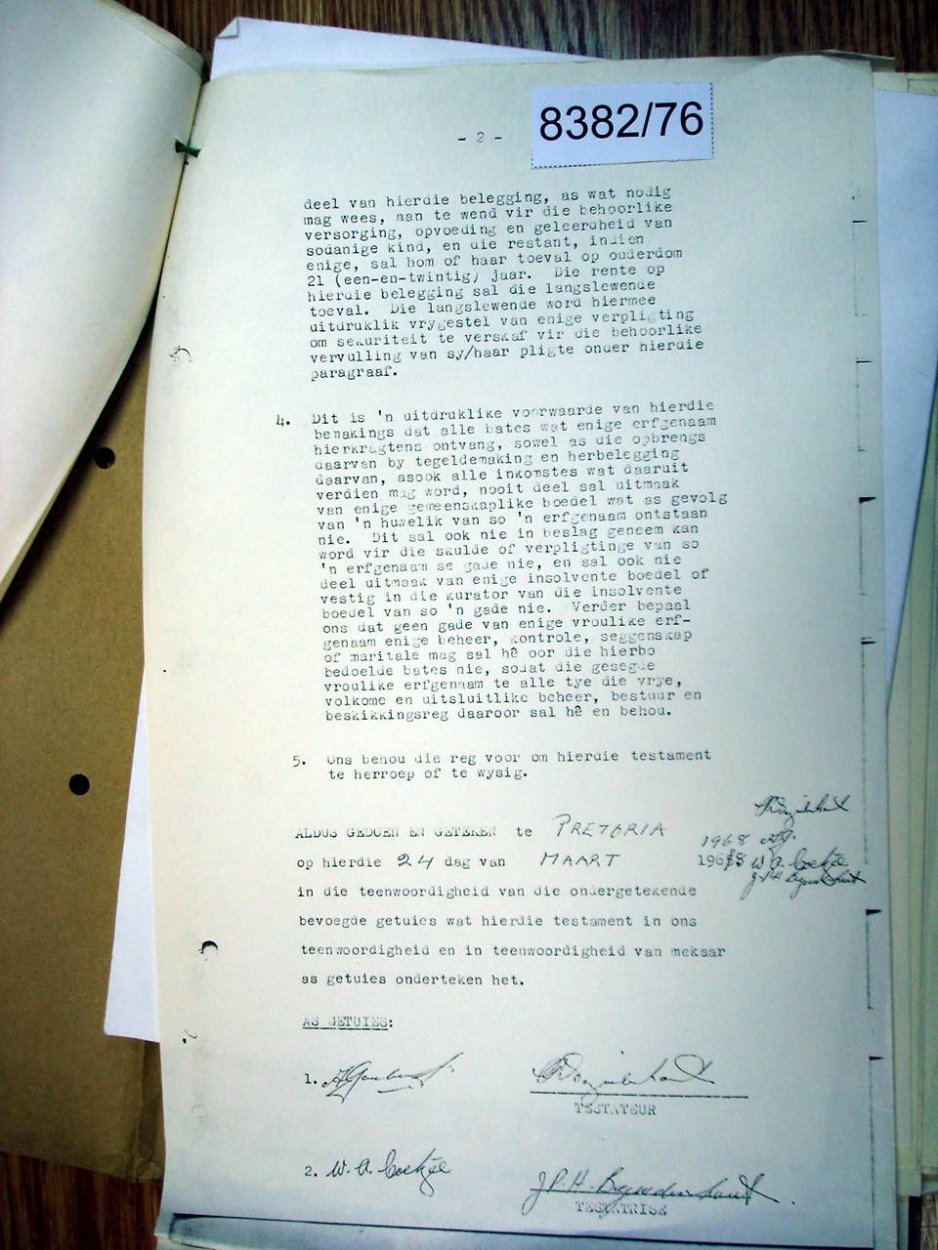 8382/76
- 2 -
deel van hierdie belegging, as wat nodig
mag wees, aan te wend vir die behoorlike
versorging, opvoeding en geleerdheid van
sodanige kind, en die restant, indien
enige, sal hom of haar toeval op ouderdom
21 (een-en-twintig) jaar. Die rente op
hierdie belegging sal die langslewende
toeval. Die langslewende word hiermee
uitdruklik vrygestel van enige verpligting
om sekuriteit te verskaf vir die behoorlike
vervulling van sy/haar pligte onder hierdie
paragraaf.
4. Dit is 'n uitdruklike voorwaarde van hierdie
bemakings dat alle bates wat enige erfgenaam
hierkragtens ontvang, sowel as die opbrengs
daarvan by tegeldemaking en herbelegging
daarvan, asook alle inkomstes wat daaruit
verdien mag word, nooit deel sal uitmaak
van enige gemeenskaplike boedel wat as gevolg
van 'n huwelik van so 'n erfgenaam ontstaan
nie. Dit sal ook nie in beslag geneem kan
word vir die skulde of verpligtinge van so
'n erfgenaam se gade nie, en sal ook nie
deel uitmaak van enige insolvente boedel of
vestig in die kurator van die insolvente
boedel van so 'n gade nie. Verder bepaal
ons dat geen gade van enige vroulike erf-
genaam enige beheer, kontrole, seggenskap
of maritale mag sal hê oor die hierbo
bedoelde bates nie, sodat die gesegde
vroulike erfgenaam te alle tye die vrye,
volkome en uitsluitlike beheer, bestuur en
beskikkingsreg daaroor sal hê en behou.
5. Ons behou die reg voor om hierdie testament
te herroep of te wysig.
ALDUS GEDOEN EN GETEKEN te PRETORIA
1968
op hierdie 24 dag van MAART 1968 W. A. Coetzee
in die teenwoordigheid van die ondergetekende
bevoegde getuies wat hierdie testament in ons
teenwoordigheid en in teenwoordigheid van mekaar
as getuies onderteken het.
AS GETUIES:
1.
TESTATEUR
2. W. A. Coetzee
J.P.H. Bezuidenhout
TESTATRISE